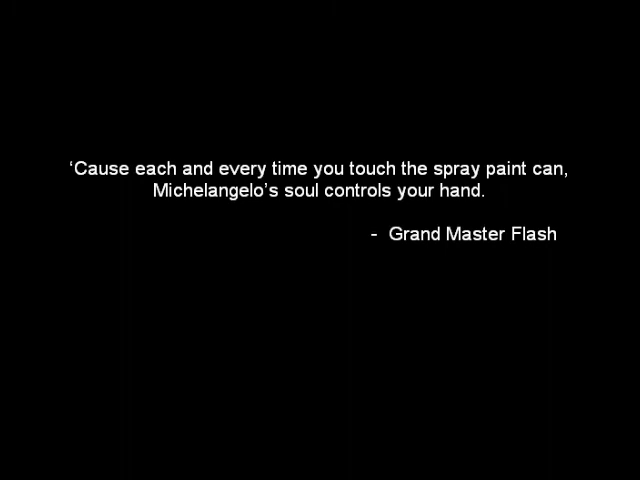 ‘Cause each and every time you touch the spray paint can,
Michelangelo’s soul controls your hand.
- Grand Master Flash